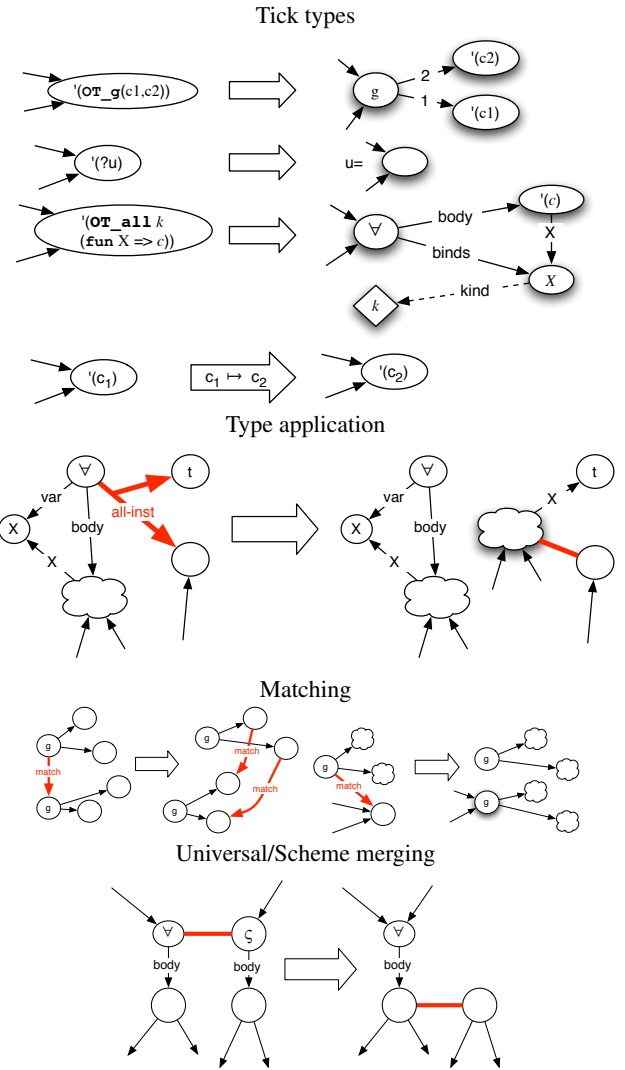 Tick types
'(OT_g(c1,c2))
g
2
'(c2)
1
'(c1)
'(?u)
u=
'(OT_all k
(fun X => c))
∀
body
'(c)
X
binds
X
kind
k
'(c₁)
c₁ ↦ c₂
'(c₂)
Type application
∀
t
var
all-inst
X
body
X
∀
t
var
X
X
body
X
Matching
g
match
g
g
match
match
g
g
match
g
g
Universal/Scheme merging
∀
ς
body
body
∀
body